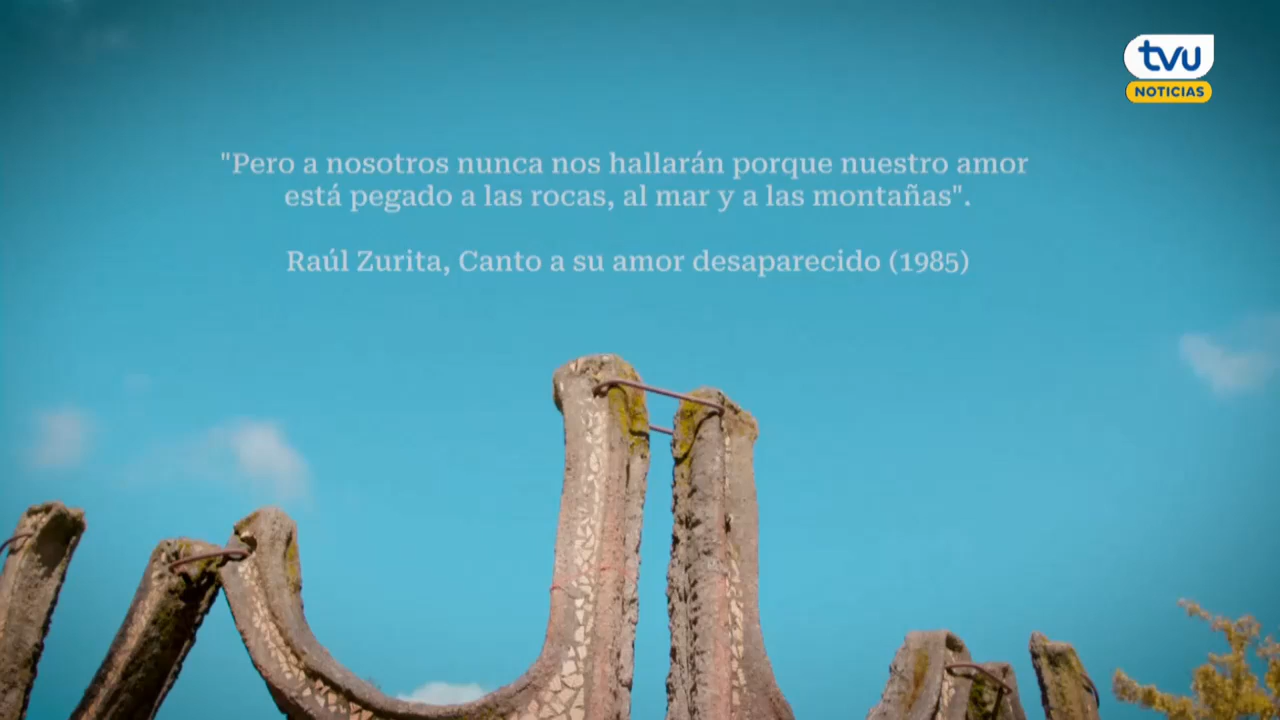 tvu
NOTICIAS
"Pero a nosotros nunca nos hallarán porque nuestro amor
está pegado a las rocas, al mar y a las montañas".
Raúl Zurita, Canto a su amor desaparecido (1985)